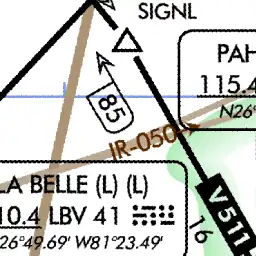 SIGNL
PAH
115.4
N26°
85
IR-050
LA BELLE (L) (L)
10.4 LBV 41
26°49.69' W81°23.49'
V511
16